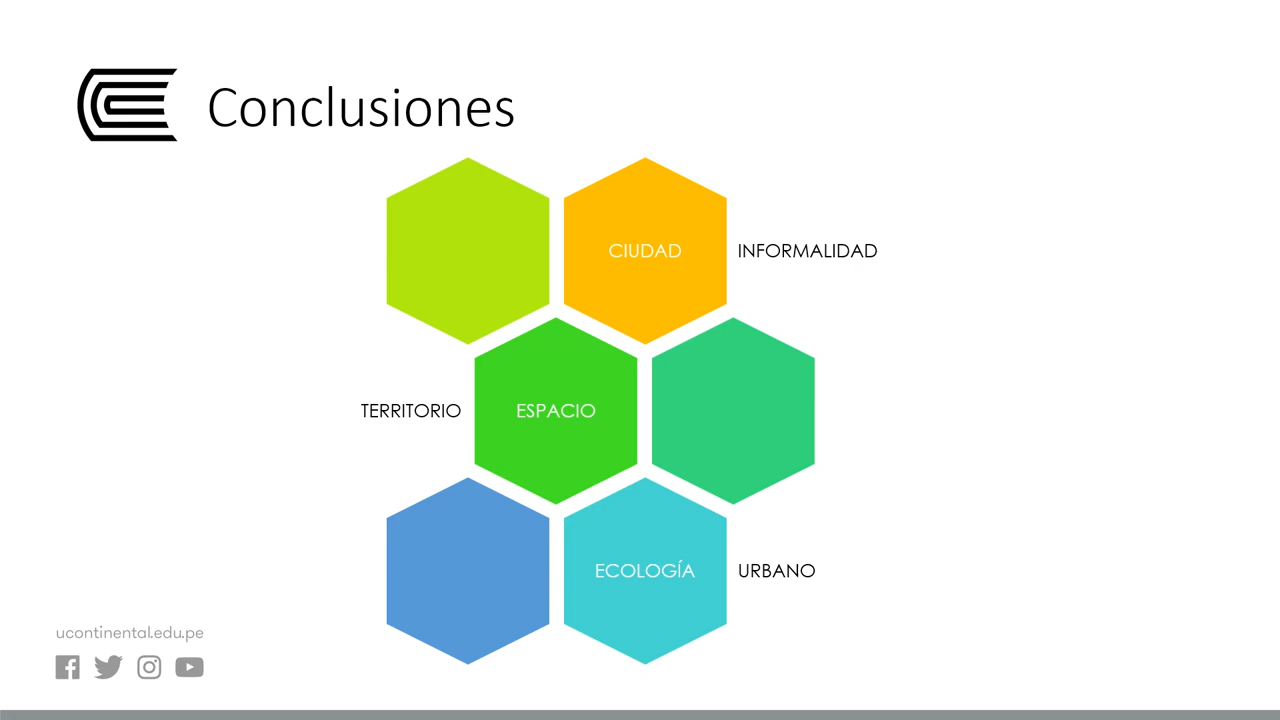 Conclusiones
CIUDAD
INFORMALIDAD
TERRITORIO
ESPACIO
ECOLOGÍA
URBANO
ucontinental.edu.pe